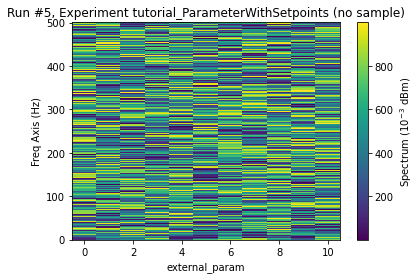 Run #5, Experiment tutorial_ParameterWithSetpoints (no sample)
500
400
300
200
100
0
Freq Axis (Hz)
0 2 4 6 8 10
external_param
800
600
400
200
Spectrum (10⁻³ dBm)